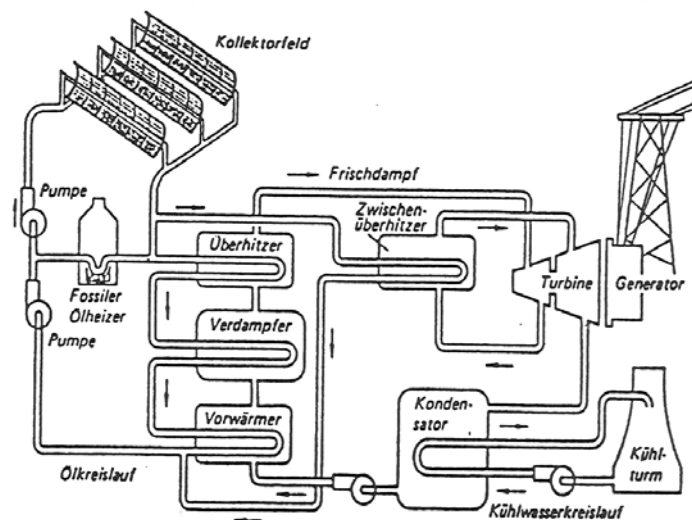 Kollektorfeld
Frischdampf
Pumpe
Zwischen-
überhitzer
Überhitzer
Turbine
Generator
Fossiler
Ölheizer
Pumpe
Verdampfer
Vorwärmer
Konden-
sator
Kühl-
turm
Ölkreislauf
Kühlwasserkreislauf